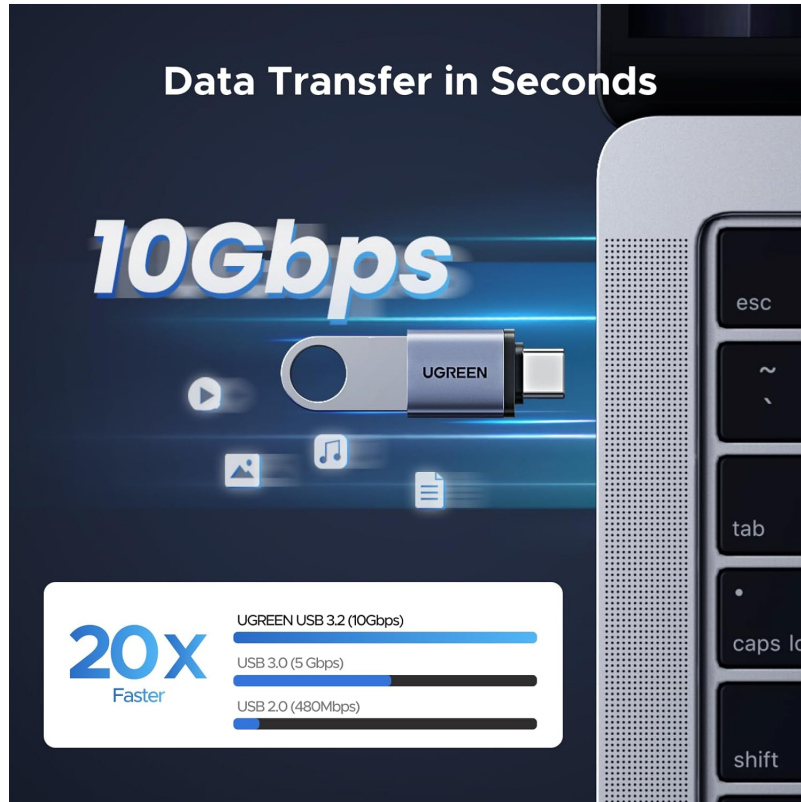 Data Transfer in Seconds
10Gbps
UGREEN
20X
Faster
UGREEN USB 3.2 (10Gbps)
USB 3.0 (5 Gbps)
USB 2.0 (480Mbps)
esc
~
`
tab
caps lo
shift